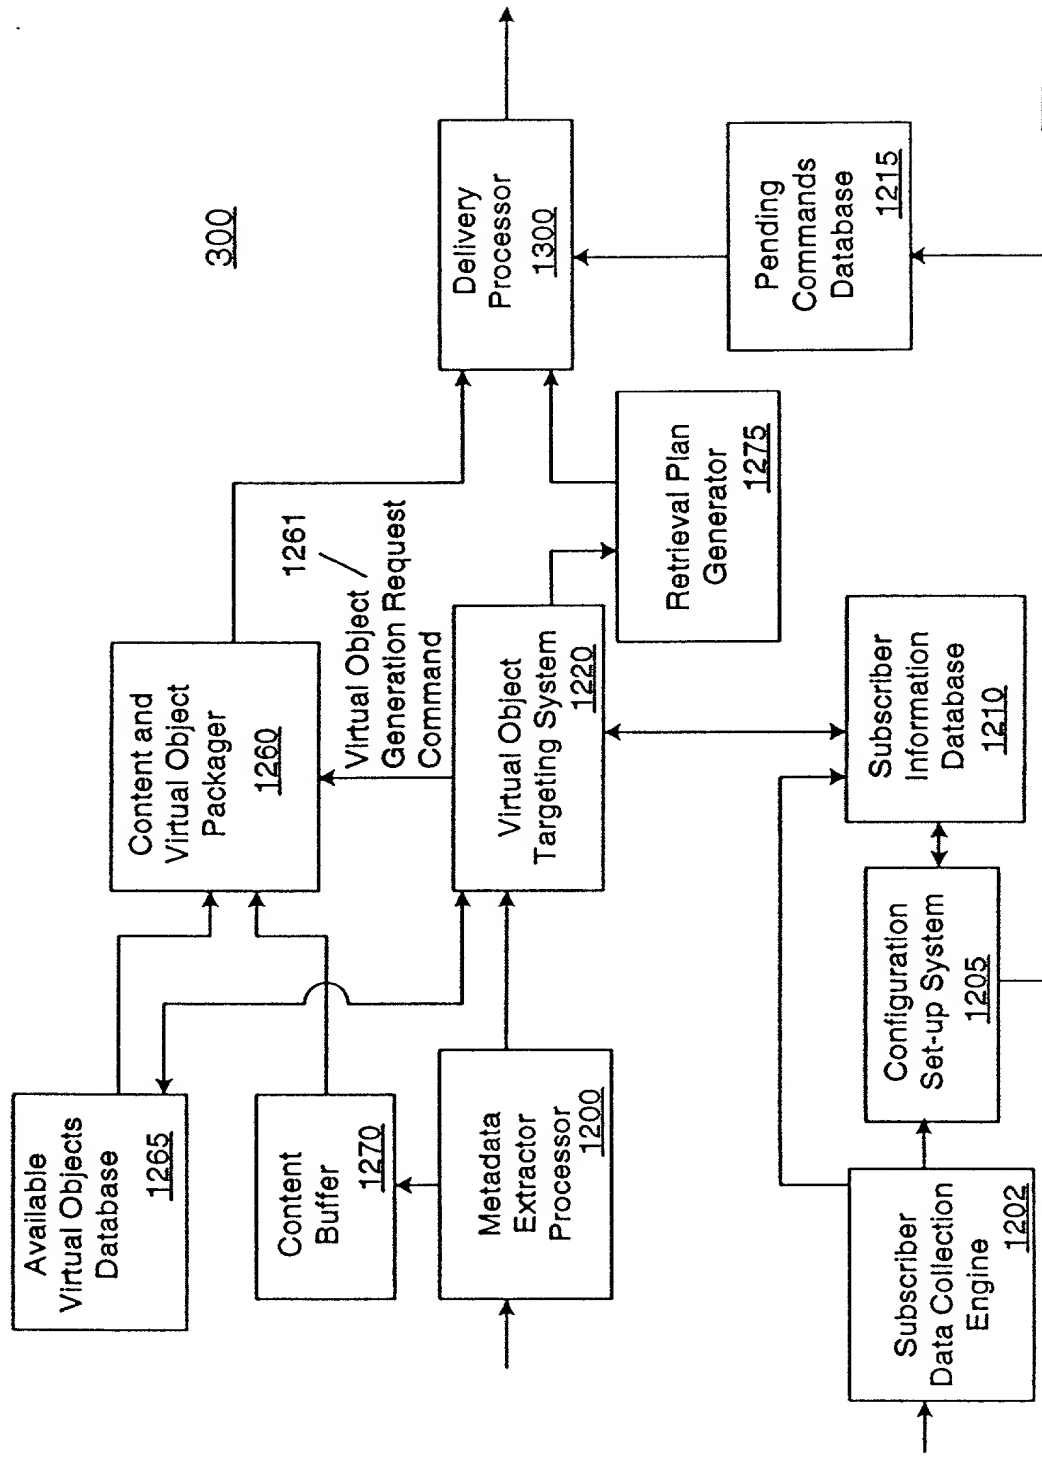 300
Available
Virtual Objects
Database
1265
Content and
Virtual Object
Packager
1260
1261
Virtual Object
Generation Request
Command
Content
Buffer
1270
Metadata
Extractor
Processor
1200
Virtual Object
Targeting System
1220
Delivery
Processor
1300
Retrieval Plan
Generator
1275
Pending
Commands
Database
1215
Subscriber
Data Collection
Engine
1202
Configuration
Set-up System
1205
Subscriber
Information
Database
1210